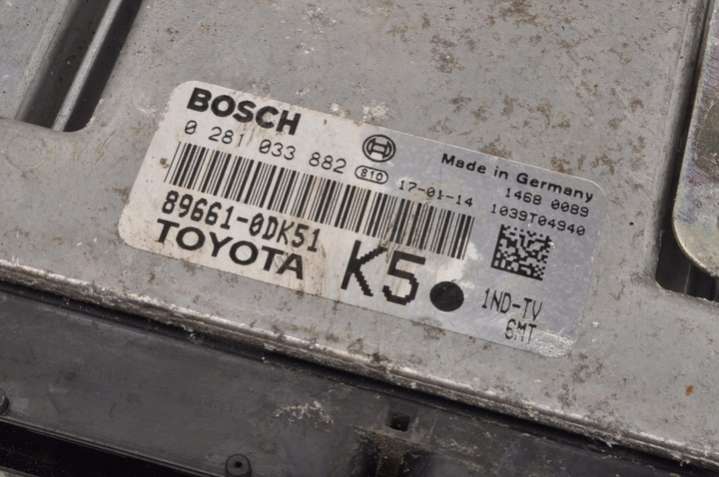 BOSCH
0 281 033 882 810 17-01-14
Made in Germany
1468 0089
1039T04940
89661-0DK51
TOYOTA
K5
1ND-TV
6MT